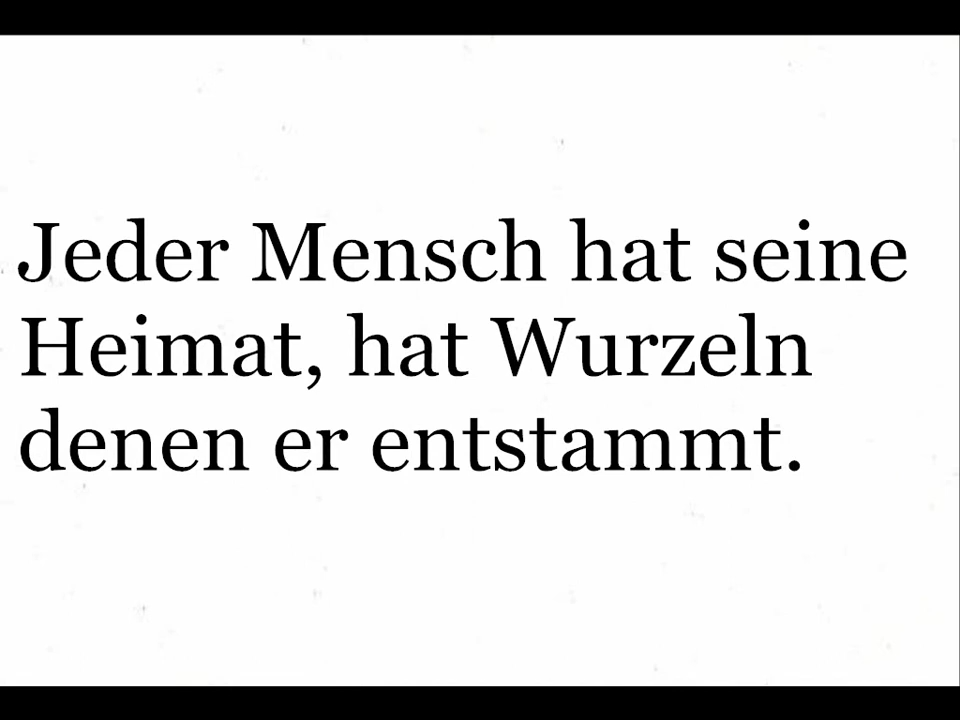 Jeder Mensch hat seine
Heimat, hat Wurzeln
denen er entstammt.